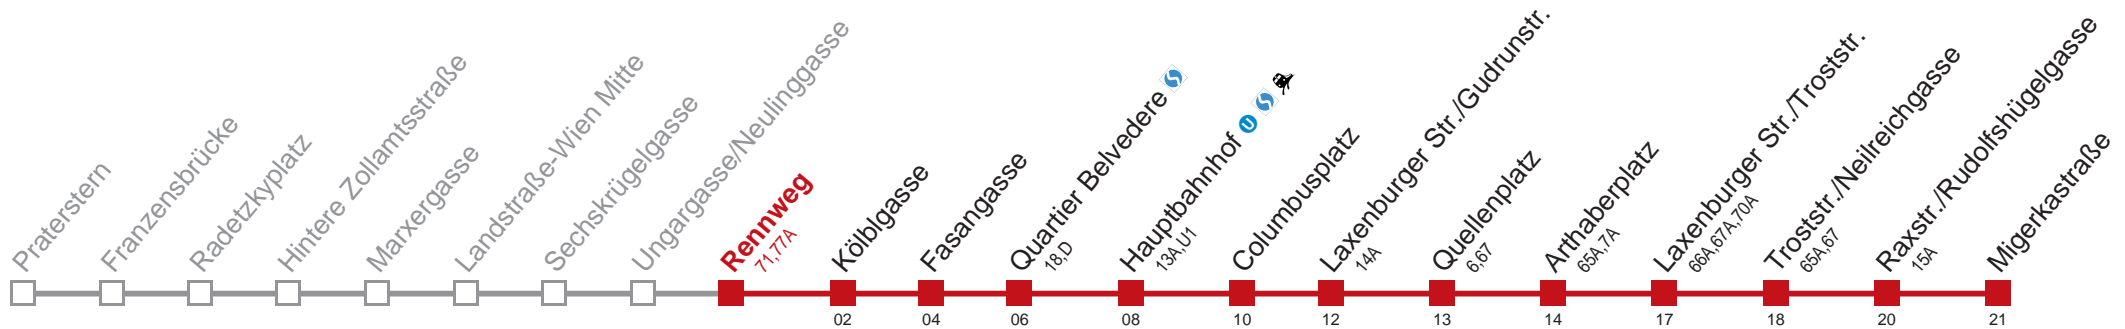 Praterstern
Franzensbrücke
Radetzkyplatz
Hintere Zollamtsstraße
Marxergasse
Landstraße-Wien Mitte
Sechskrügelgasse
Ungargasse/Neulinggasse
Rennweg
71,77A
Kölblgasse
02
Fasangasse
04
Quartier Belvedere S
18,D
06
Hauptbahnhof U S
13A,U1
08
Columbusplatz
10
Laxenburger Str./Gudrunstr.
14A
12
Quellenplatz
6,67
13
Arthaberplatz
65A,7A
14
Laxenburger Str./Troststr.
66A,67A,70A
17
Troststr./Neilreichgasse
65A,67
18
Raxstr./Rudolfshügelgasse
15A
20
Migerkastraße
21